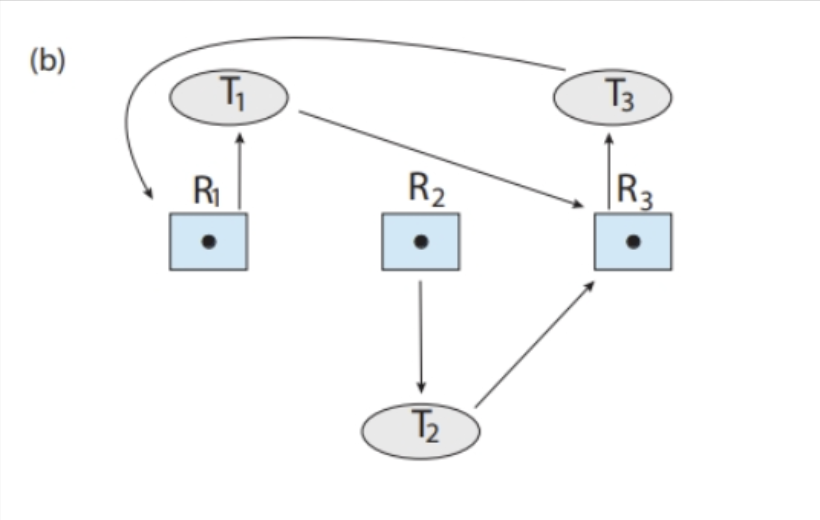 (b)
T₁
T₃
R₁
R₂
R₃
T₂